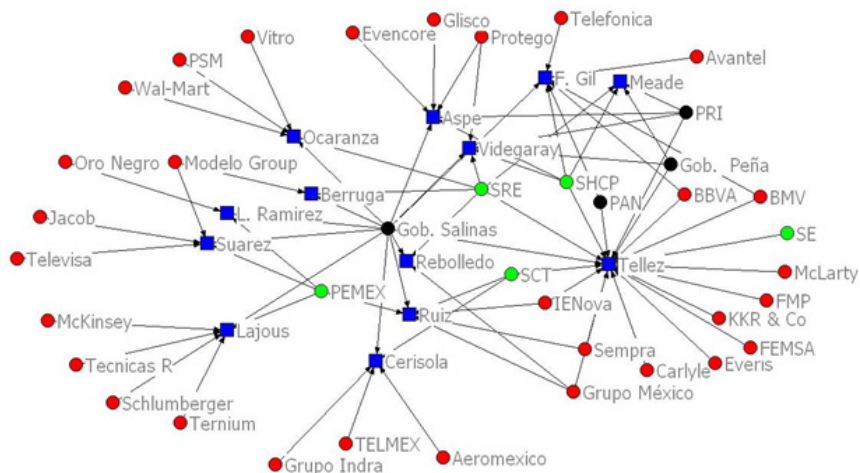 Glisco
Telefonica
Evencore
Protego
Vitro
PSM
Avantel
F. Gil
Meade
Wal-Mart
Aspe
PRI
Ocaranza
Videgaray
Oro Negro
Modelo Group
Gob. Peña
SHCP
Berruga
SRE
BBVA
BMV
PAN
L. Ramirez
Jacob
Gob. Salinas
SE
Suarez
Televisa
Rebolledo
Tellez
McLarty
SCT
PEMEX
FMP
IENova
Ruiz
KKR & Co
McKinsey
Lajous
FEMSA
Sempra
Cerisola
Everis
Tecnicas R
Carlyle
Grupo México
Schlumberger
Ternium
TELMEX
Aeromexico
Grupo Indra